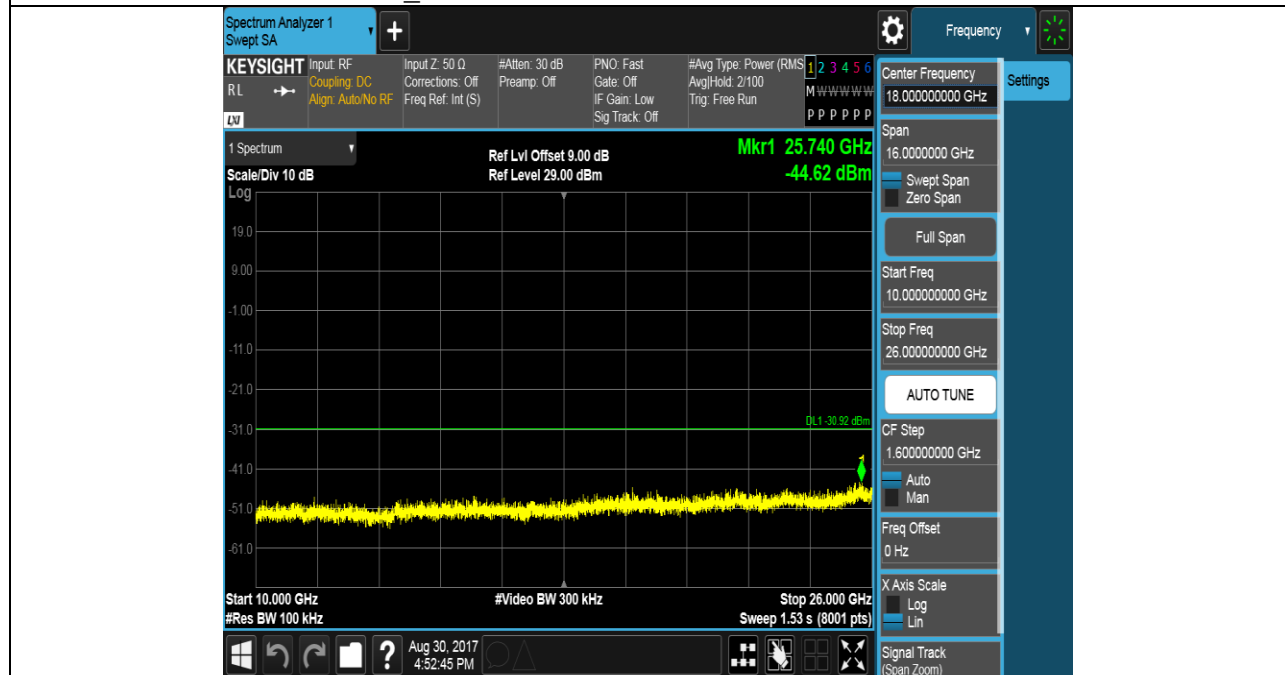 Spectrum Analyzer 1
Swept SA
+
Frequency
KEYSIGHT
RL
LXI
Input: RF
Coupling: DC
Align: Auto/No RF
Input Z: 50 Ω
Corrections: Off
Freq Ref: Int (S)
#Atten: 30 dB
Preamp: Off
PNO: Fast
Gate: Off
IF Gain: Low
Sig Track: Off
#Avg Type: Power (RMS
Avg|Hold: 2/100
Trig: Free Run
1 2 3 4 5 6
M W W W W W
P P P P P P
1 Spectrum
Scale/Div 10 dB
Ref Lvl Offset 9.00 dB
Ref Level 29.00 dBm
Mkr1 25.740 GHz
-44.62 dBm
Log
19.0
9.00
-1.00
-11.0
-21.0
-31.0
-41.0
-51.0
-61.0
DL1 -30.92 dBm
1
Start 10.000 GHz
#Res BW 100 kHz
#Video BW 300 kHz
Stop 26.000 GHz
Sweep 1.53 s (8001 pts)
?
Aug 30, 2017
4:52:45 PM
Center Frequency
18.000000000 GHz
Settings
Span
16.0000000 GHz
Swept Span
Zero Span
Full Span
Start Freq
10.000000000 GHz
Stop Freq
26.000000000 GHz
AUTO TUNE
CF Step
1.600000000 GHz
Auto
Man
Freq Offset
0 Hz
X Axis Scale
Log
Lin
Signal Track
(Span Zoom)